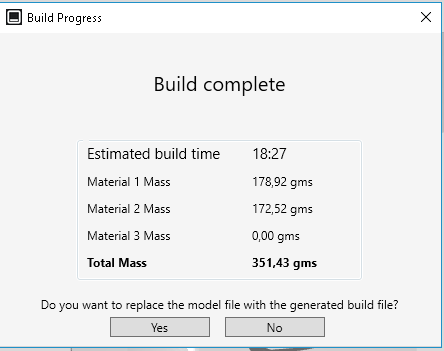 Build Progress
Build complete
Estimated build time 18:27
Material 1 Mass 178,92 gms
Material 2 Mass 172,52 gms
Material 3 Mass 0,00 gms
Total Mass 351,43 gms
Do you want to replace the model file with the generated build file?
Yes No